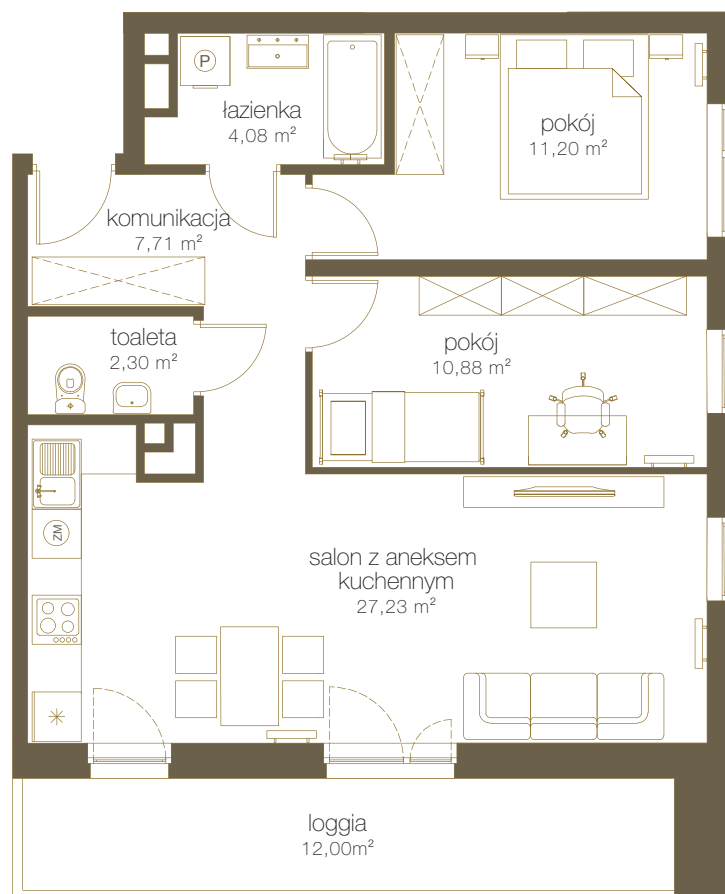 P
łazienka
4,08 m²
pokój
11,20 m²
komunikacja
7,71 m²
toaleta
2,30 m²
pokój
10,88 m²
ZM
salon z aneksem
kuchennym
27,23 m²
loggia
12,00m²